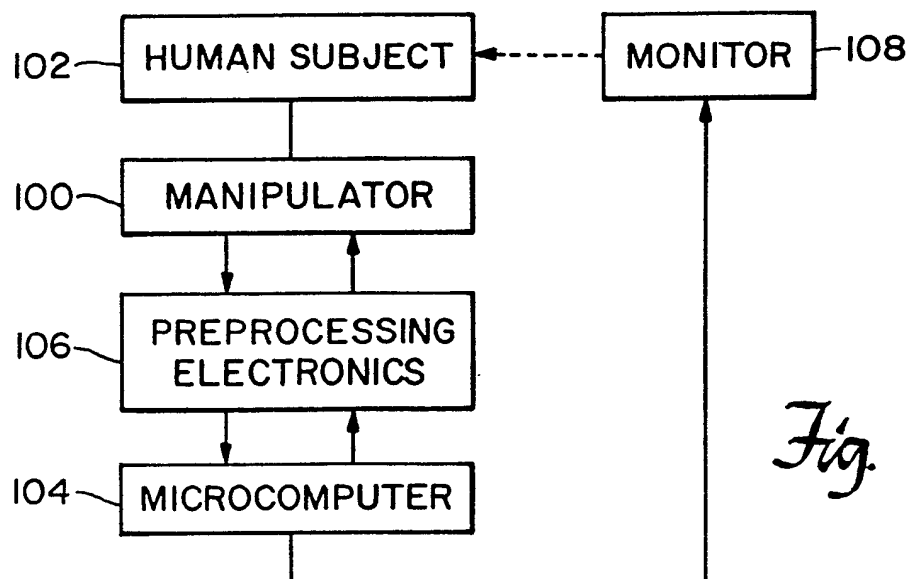 102 HUMAN SUBJECT MONITOR 108
100 MANIPULATOR
106 PREPROCESSING
ELECTRONICS
Fig.
104 MICROCOMPUTER